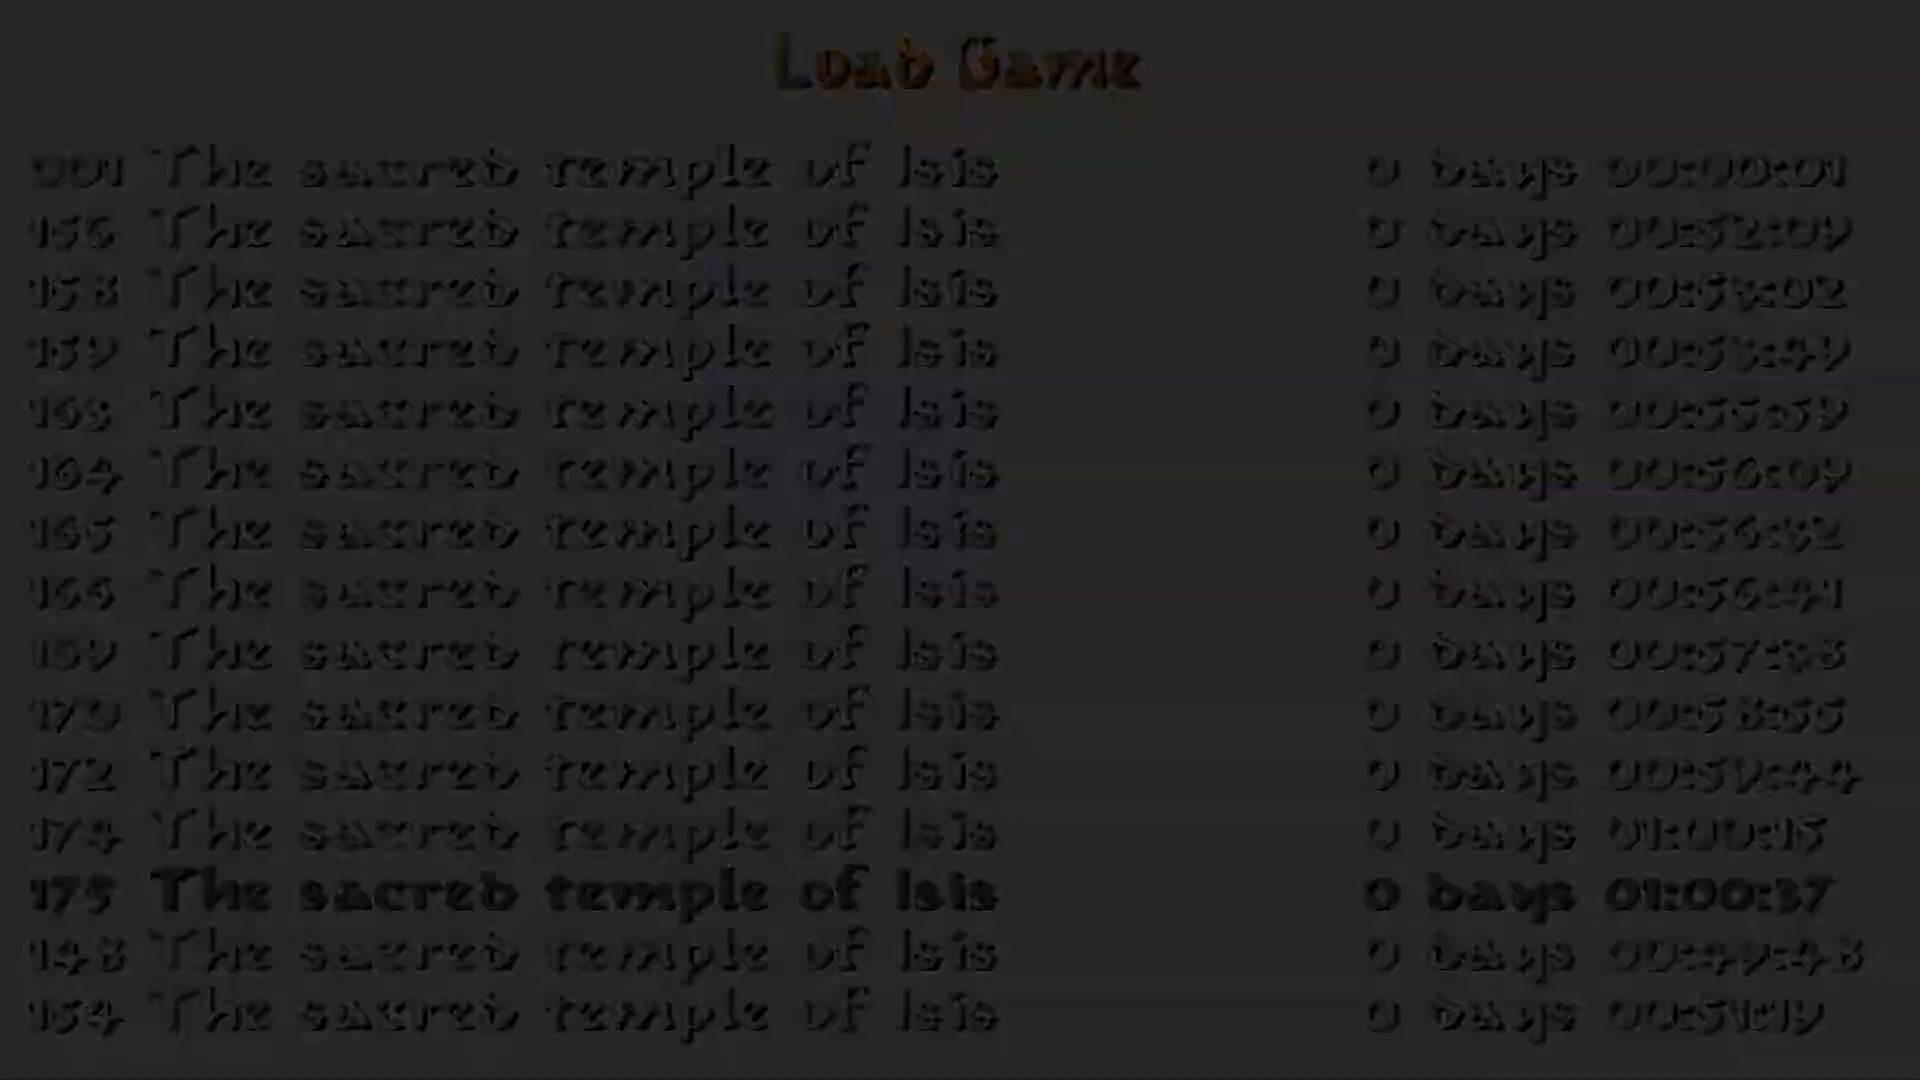 Load Game
001 The sacred temple of Isis 0 days 00:00:01
156 The sacred temple of Isis 0 days 00:52:09
158 The sacred temple of Isis 0 days 00:53:02
159 The sacred temple of Isis 0 days 00:53:49
163 The sacred temple of Isis 0 days 00:55:59
164 The sacred temple of Isis 0 days 00:56:09
165 The sacred temple of Isis 0 days 00:56:32
166 The sacred temple of Isis 0 days 00:56:41
169 The sacred temple of Isis 0 days 00:57:38
170 The sacred temple of Isis 0 days 00:58:55
172 The sacred temple of Isis 0 days 00:59:44
174 The sacred temple of Isis 0 days 01:00:15
175 The sacred temple of Isis 0 days 01:00:37
148 The sacred temple of Isis 0 days 00:49:48
154 The sacred temple of Isis 0 days 00:51:19